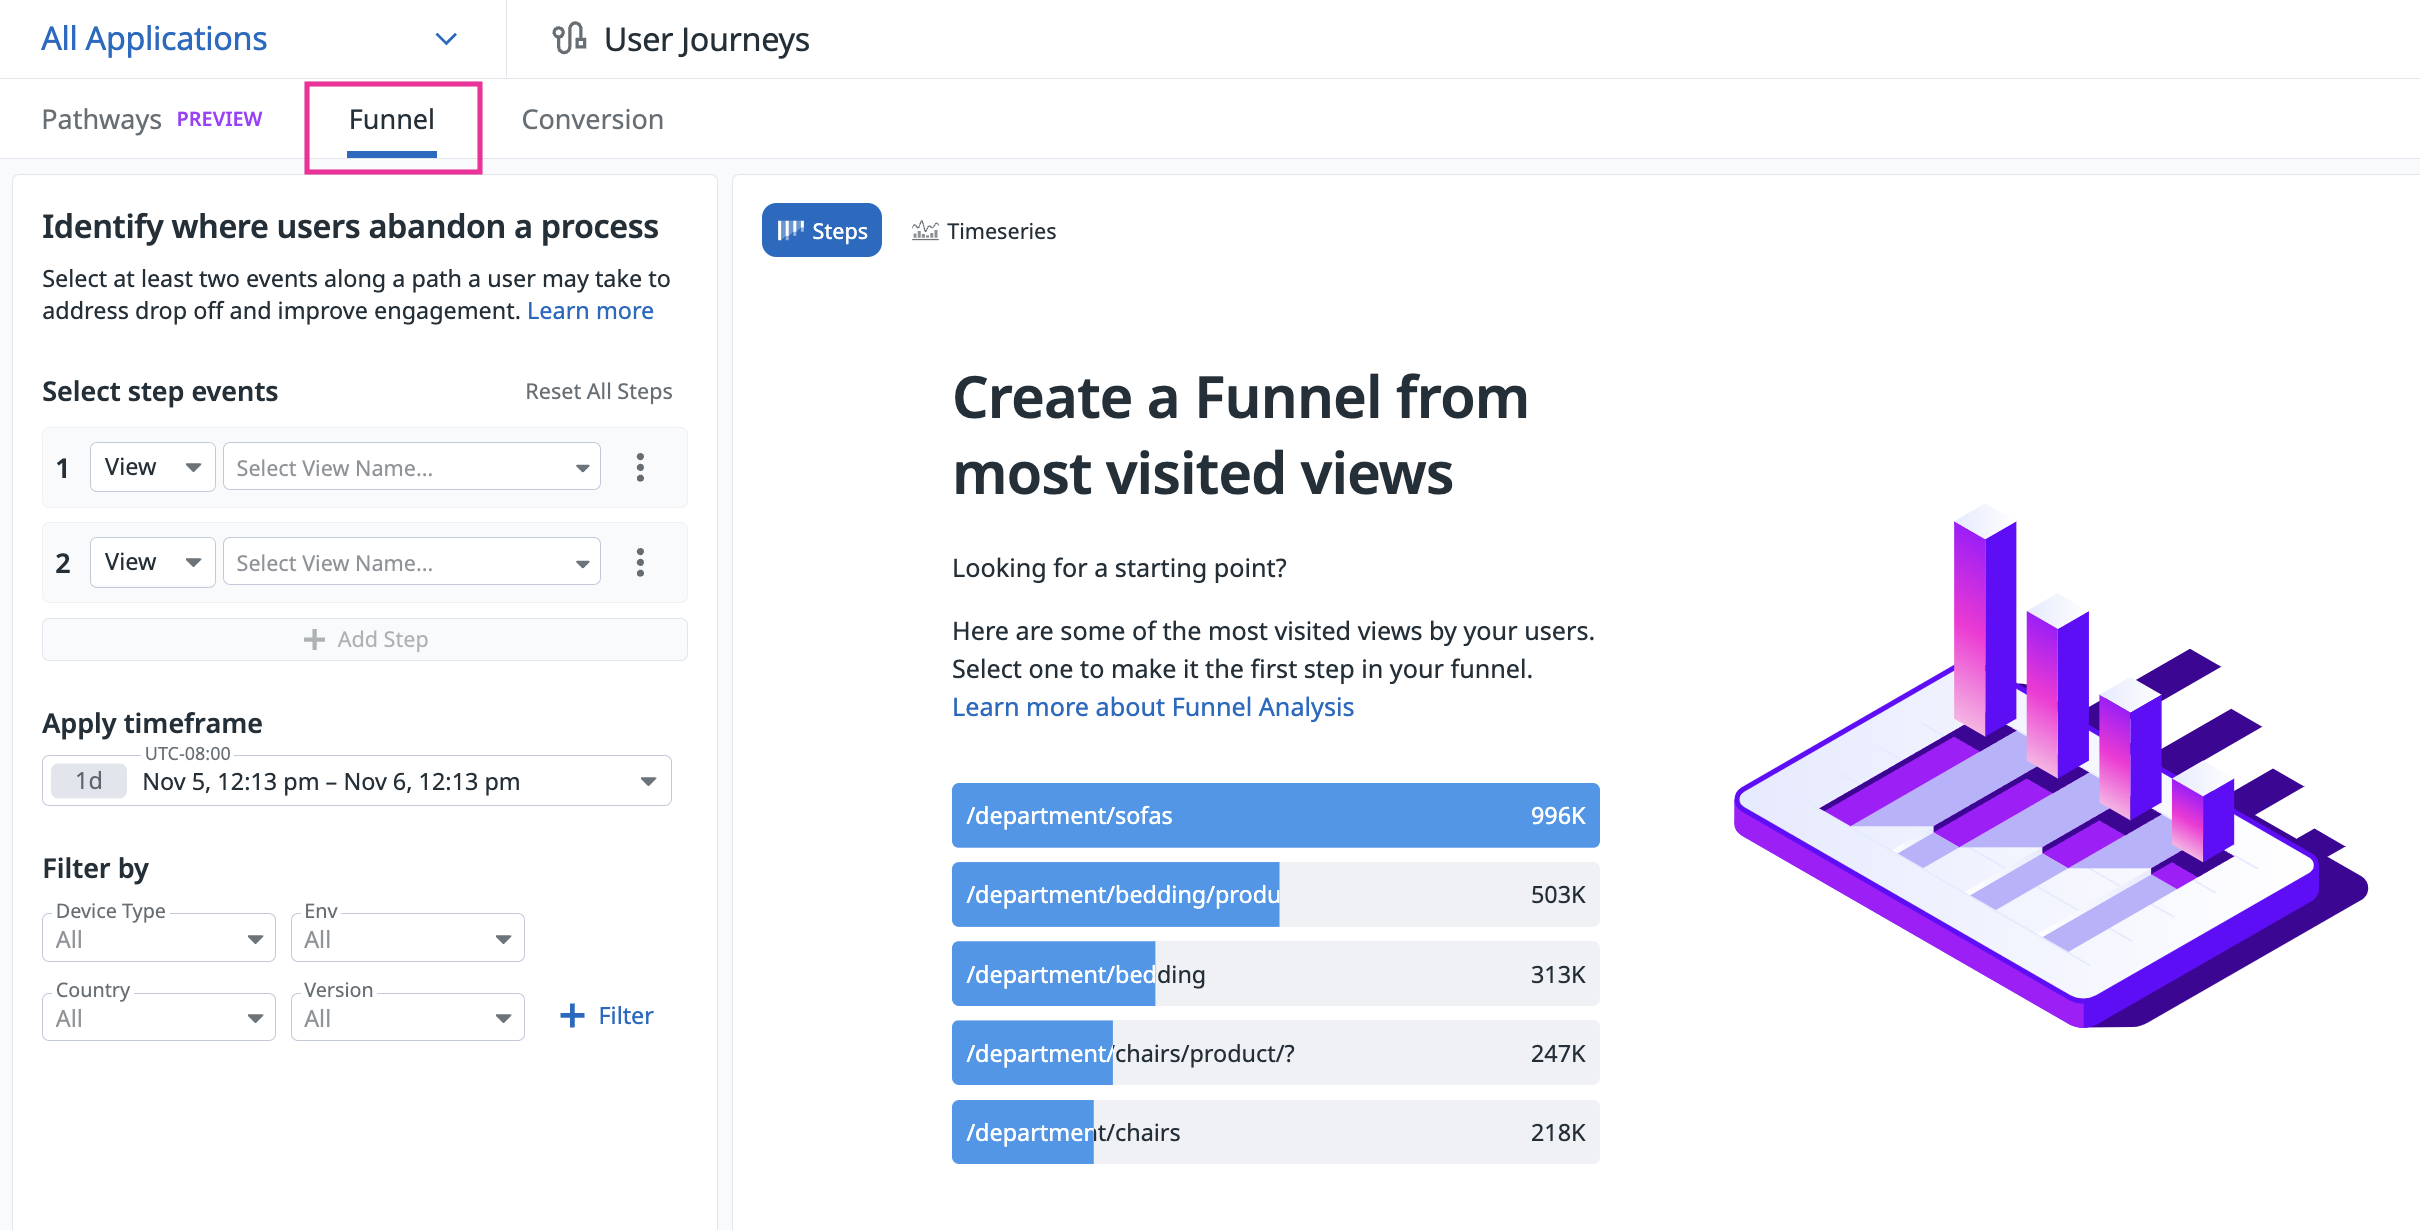 All Applications
User Journeys
Pathways PREVIEW
Funnel
Conversion
Identify where users abandon a process
Select at least two events along a path a user may take to
address drop off and improve engagement. Learn more
Select step events
Reset All Steps
1 View Select View Name...
2 View Select View Name...
+ Add Step
Apply timeframe
UTC-08:00
1d Nov 5, 12:13 pm – Nov 6, 12:13 pm
Filter by
Device Type
All
Env
All
Country
All
Version
All
+ Filter
Steps
Timeseries
Create a Funnel from
most visited views
Looking for a starting point?
Here are some of the most visited views by your users.
Select one to make it the first step in your funnel.
Learn more about Funnel Analysis
/department/sofas 996K
/department/bedding/produ 503K
/department/bedding 313K
/department/chairs/product/? 247K
/department/chairs 218K